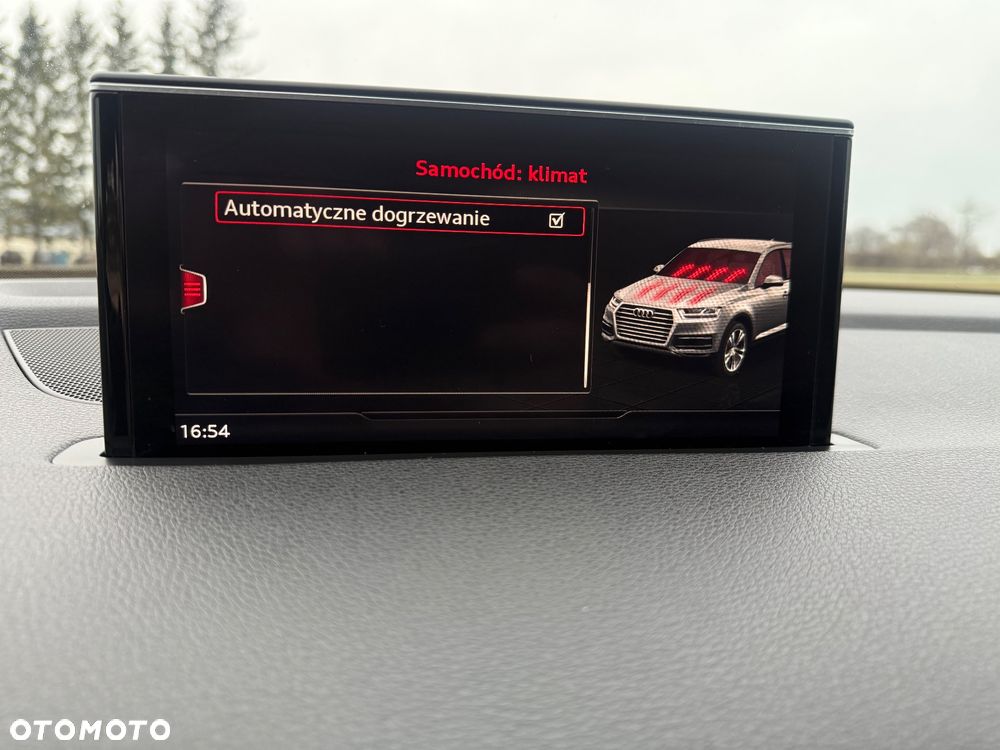 Samochód: klimat
Automatyczne dogrzewanie
16:54
OTOMOTO